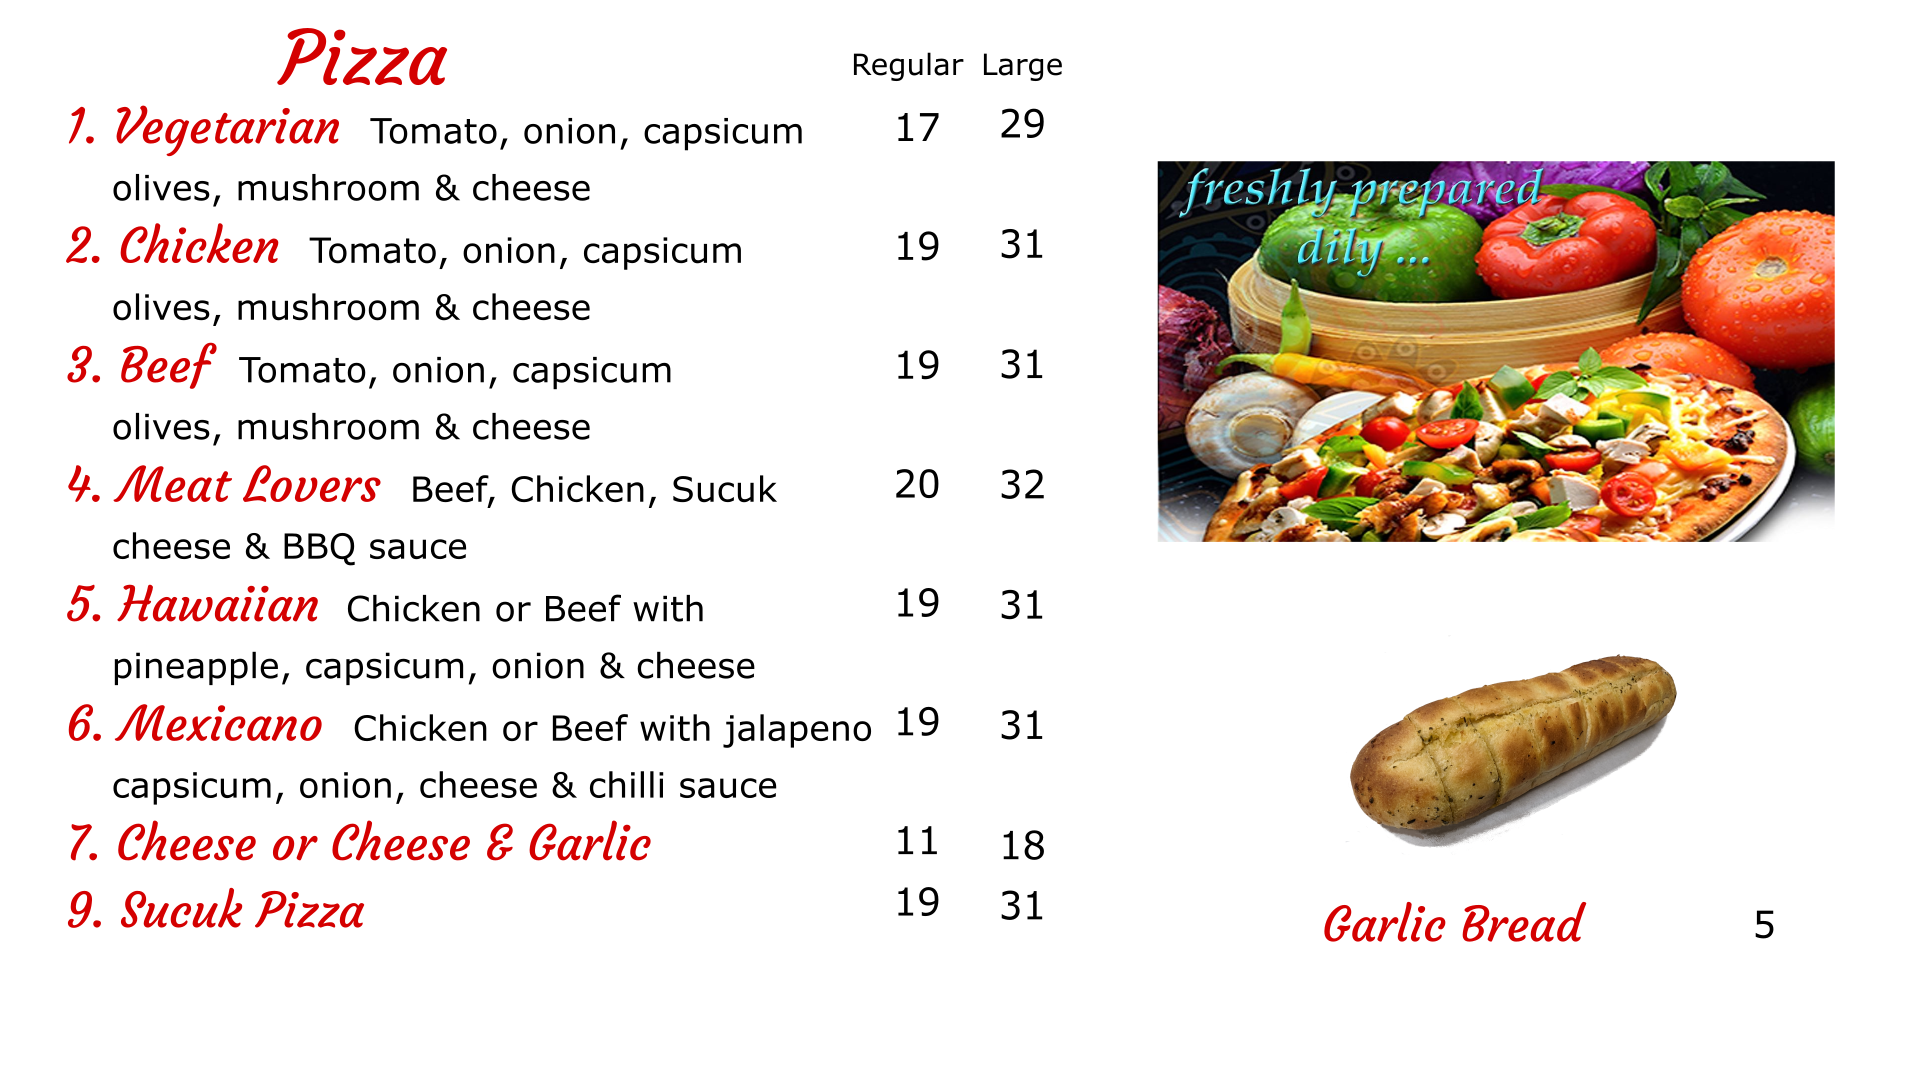 Pizza
Regular Large
1. Vegetarian Tomato, onion, capsicum 17 29
olives, mushroom & cheese
2. Chicken Tomato, onion, capsicum 19 31
olives, mushroom & cheese
3. Beef Tomato, onion, capsicum 19 31
olives, mushroom & cheese
4. Meat Lovers Beef, Chicken, Sucuk 20 32
cheese & BBQ sauce
5. Hawaiian Chicken or Beef with 19 31
pineapple, capsicum, onion & cheese
6. Mexicano Chicken or Beef with jalapeno 19 31
capsicum, onion, cheese & chilli sauce
7. Cheese or Cheese & Garlic 11 18
9. Sucuk Pizza 19 31
freshly prepared
dily ...
Garlic Bread 5